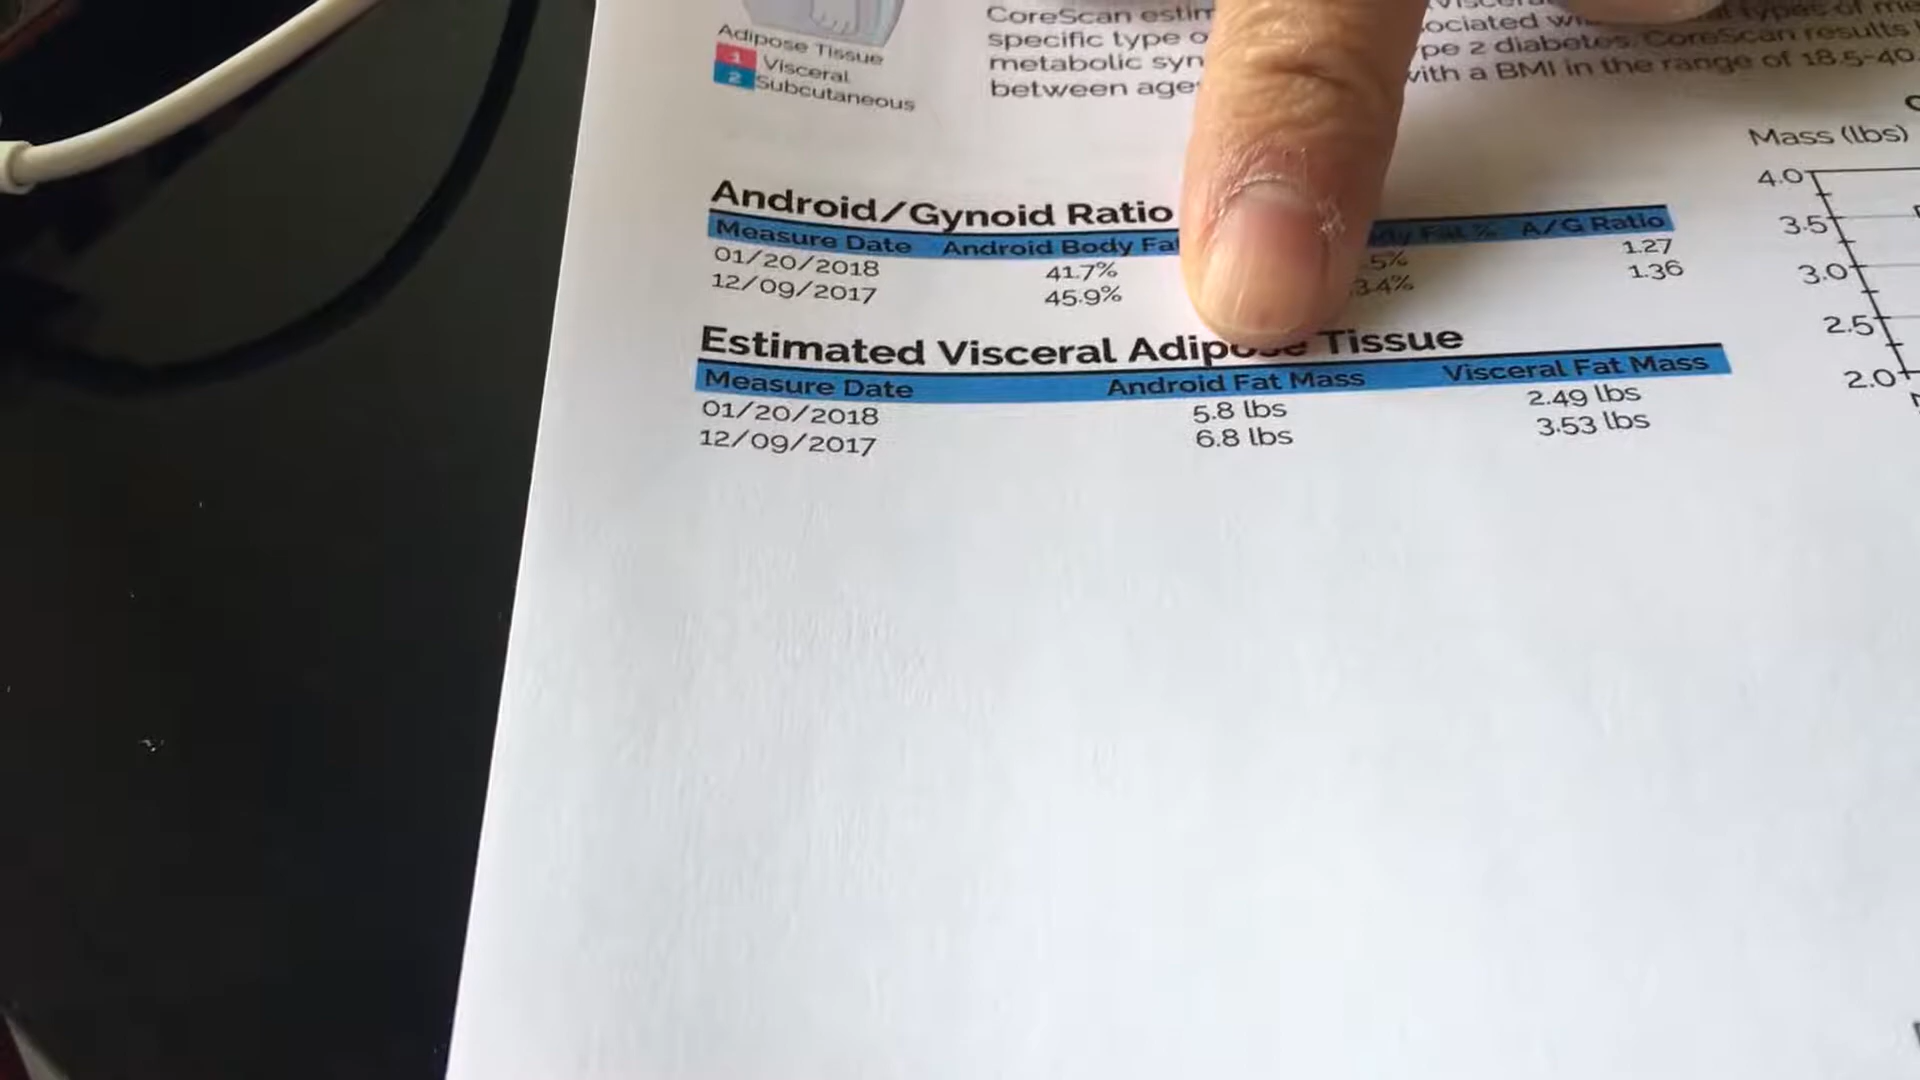 Adipose Tissue
1 Visceral
2 Subcutaneous
CoreScan
specific type
metabolic
between
ociated
pe 2 diabetes. CoreScan results
with a BMI in the range of 18.5-40.
Android/Gynoid Ratio
Measure Date Android Body A/G Ratio
01/20/2018 41.7% 5% 1.27
12/09/2017 45.9% 34% 1.36
Estimated Visceral Adipose Tissue
Measure Date Android Fat Mass Visceral Fat Mass
01/20/2018 5.8 lbs 2.49 lbs
12/09/2017 6.8 lbs 3.53 lbs
Mass (lbs)
4.0
3.5
3.0
2.5
2.0